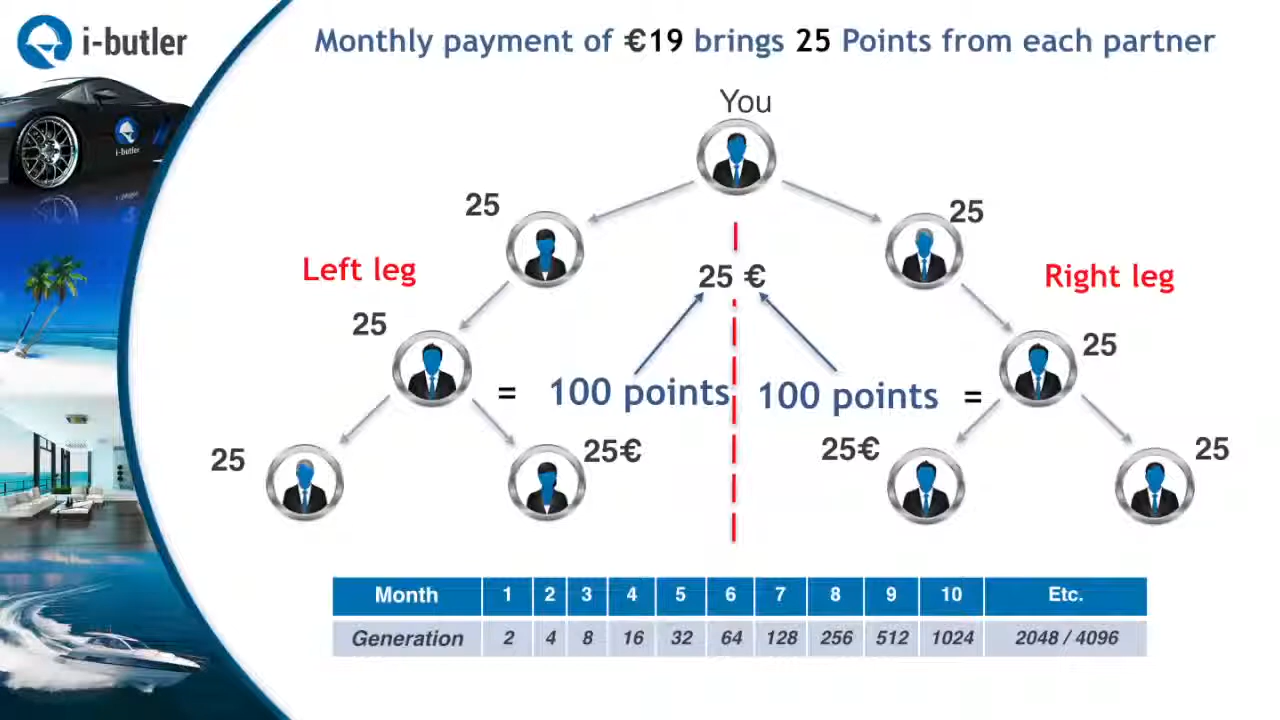 i-butler
Monthly payment of €19 brings 25 Points from each partner
You
i-butler
25
25
Left leg
25 €
Right leg
25
25
= 100 points
100 points =
25
25€
25€
25
Month 1 2 3 4 5 6 7 8 9 10 Etc.
Generation 2 4 8 16 32 64 128 256 512 1024 2048 / 4096